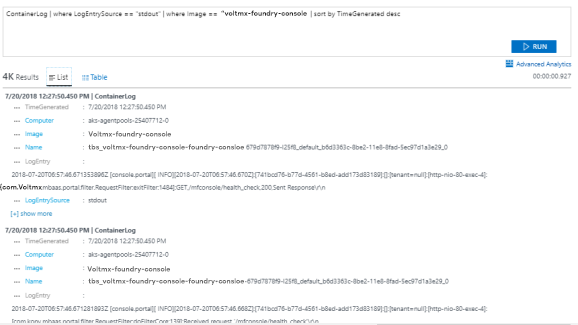 ContainerLog | where LogEntrySource == "stdout" | where Image == "voltmx-foundry-console | sort by TimeGenerated desc
RUN
Advanced Analytics
4K Results List Table 00:00:00.927
7/20/2018 12:27:50.450 PM | ContainerLog
... TimeGenerated : 7/20/2018 12:27:50.450 PM
... Computer : aks-agentpools-25407712-0
... Image : Voltmx-foundry-console
... Name : tbs_voltmx-foundry-console-foundry-console 679d7878f9-l25f8_default_b6d3363c-8be2-11e8-8fad-5ec97d1a3e29_0
... LogEntry :
2018-07-20T06:57:46.671353896Z [console.portal][ INFO][2018-07-20T06:57:46.670Z]:[741bcd76-b77d-4561-b8ed-add173d83189]:[]:[tenant=null]:[http-nio-80-exec-4]:
[com.Voltmx.mbaas.portal.filter.RequestFilter:exitFilter:1484]:GET,/mfconsole/health_check,200,Sent Response\r\n
... LogEntrySource : stdout
[+] show more
7/20/2018 12:27:50.450 PM | ContainerLog
... TimeGenerated : 7/20/2018 12:27:50.450 PM
... Computer : aks-agentpools-25407712-0
... Image : Voltmx-foundry-console
... Name : tbs_voltmx-foundry-console-foundry-consloe-679d7878f9-l25f8_default_b6d3363c-8be2-11e8-8fad-5ec97d1a3e29_0
... LogEntry :
2018-07-20T06:57:46.671281893Z [console.portal][ INFO][2018-07-20T06:57:46.668Z]:[741bcd76-b77d-4561-b8ed-add173d83189]:[]:[tenant=null]:[http-nio-80-exec-4]:
[com.kony.mbaas.portal.filter.RequestFilter:doFilterCore:139]:Received request '/mfconsole/health_check'\r\n